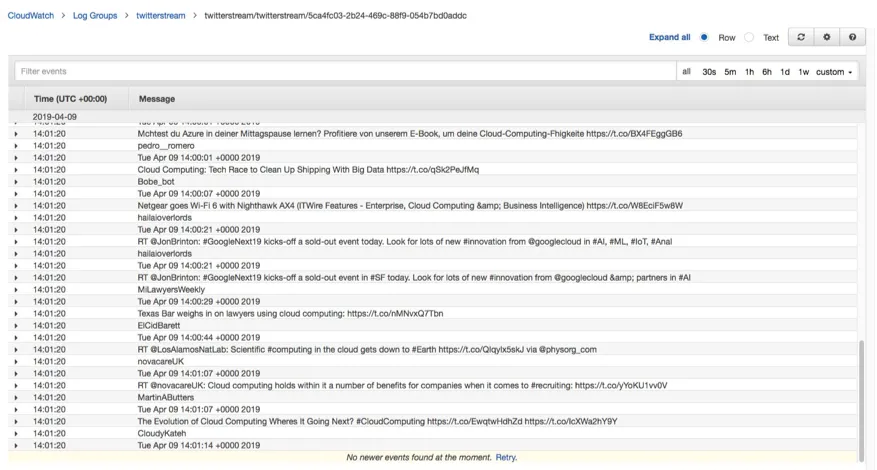 CloudWatch > Log Groups > twitterstream > twitterstream/twitterstream/5ca4fc03-2b24-469c-88f9-054b7bd0addc
Expand all Row Text
Filter events all 30s 5m 1h 6h 1d 1w custom
Time (UTC +00:00) Message
2019-04-09
14:01:20 Mchtest du Azure in deiner Mittagspause lernen? Profitiere von unserem E-Book, um deine Cloud-Computing-Fhigkeite https://t.co/BX4FEggGB6
14:01:20 pedro__romero
14:01:20 Tue Apr 09 14:00:01 +0000 2019
14:01:20 Cloud Computing: Tech Race to Clean Up Shipping With Big Data https://t.co/qSk2PeJfMq
14:01:20 Bobe_bot
14:01:20 Tue Apr 09 14:00:07 +0000 2019
14:01:20 Netgear goes Wi-Fi 6 with Nighthawk AX4 (ITWire Features - Enterprise, Cloud Computing &amp; Business Intelligence) https://t.co/W8EciF5w8W
14:01:20 hailaioverlords
14:01:20 Tue Apr 09 14:00:21 +0000 2019
14:01:20 RT @JonBrinton: #GoogleNext19 kicks-off a sold-out event today. Look for lots of new #innovation from @googlecloud in #AI, #ML, #IoT, #Anal
14:01:20 hailaioverlords
14:01:20 Tue Apr 09 14:00:21 +0000 2019
14:01:20 RT @JonBrinton: #GoogleNext19 kicks-off a sold-out event in #SF today. Look for lots of new #innovation from @googlecloud &amp; partners in #AI
14:01:20 MiLawyersWeekly
14:01:20 Tue Apr 09 14:00:29 +0000 2019
14:01:20 Texas Bar weighs in on lawyers using cloud computing: https://t.co/nMNvxQ7Tbn
14:01:20 ElCidBarett
14:01:20 Tue Apr 09 14:00:44 +0000 2019
14:01:20 RT @LosAlamosNatLab: Scientific #computing in the cloud gets down to #Earth https://t.co/QIqyIx5skJ via @physorg_com
14:01:20 novacareUK
14:01:20 Tue Apr 09 14:01:07 +0000 2019
14:01:20 RT @novacareUK: Cloud computing holds within it a number of benefits for companies when it comes to #recruiting: https://t.co/yYoKU1vv0V
14:01:20 MartinAButters
14:01:20 Tue Apr 09 14:01:07 +0000 2019
14:01:20 The Evolution of Cloud Computing Wheres It Going Next? #CloudComputing https://t.co/EwqtwHdhZd https://t.co/IcXWa2hY9Y
14:01:20 CloudyKateh
14:01:20 Tue Apr 09 14:01:14 +0000 2019
No newer events found at the moment. Retry.